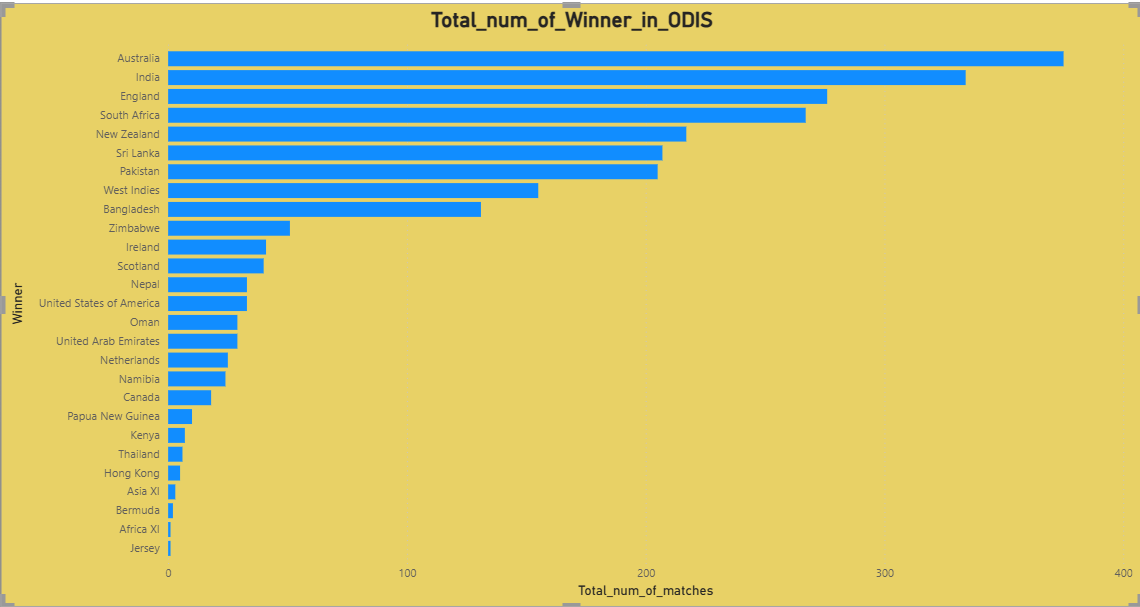 Total_num_of_Winner_in_ODIS
Winner
Australia
India
England
South Africa
New Zealand
Sri Lanka
Pakistan
West Indies
Bangladesh
Zimbabwe
Ireland
Scotland
Nepal
United States of America
Oman
United Arab Emirates
Netherlands
Namibia
Canada
Papua New Guinea
Kenya
Thailand
Hong Kong
Asia XI
Bermuda
Africa XI
Jersey
0 100 200 300 400
Total_num_of_matches